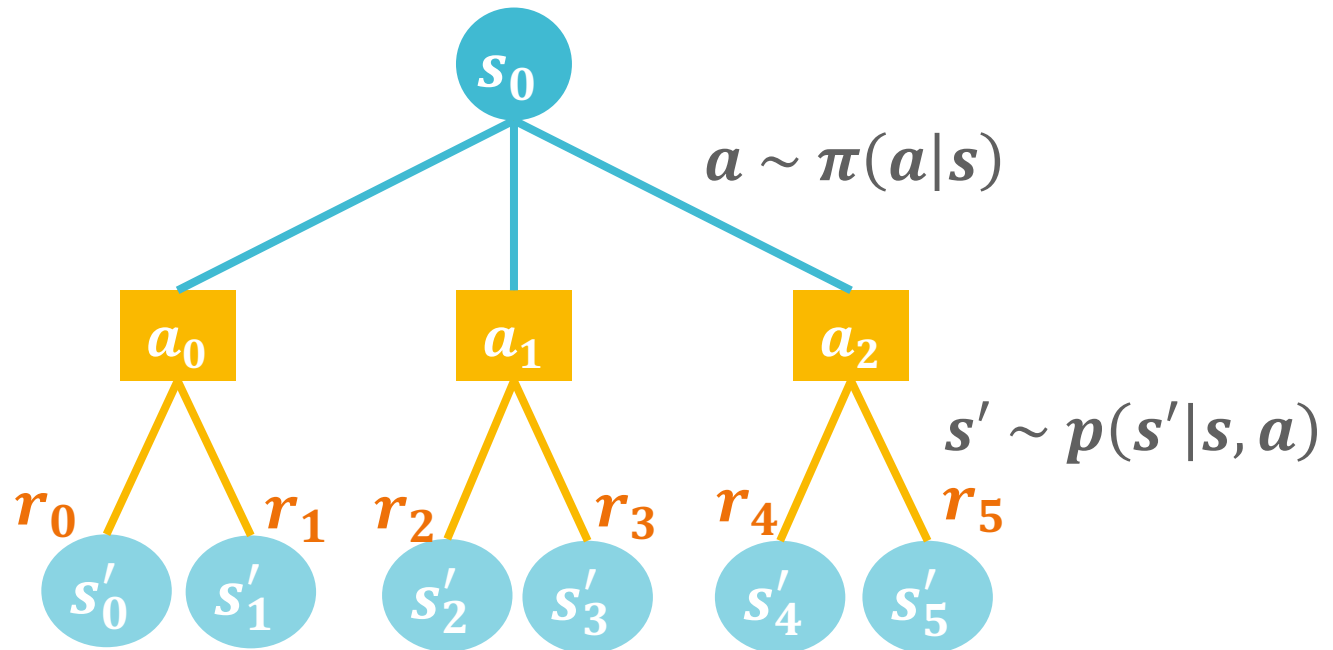 s₀
a ~ π(a|s)
a₀ a₁ a₂
s′ ~ p(s′|s, a)
r₀ r₁ r₂ r₃ r₄ r₅
s′₀ s′₁ s′₂ s′₃ s′₄ s′₅